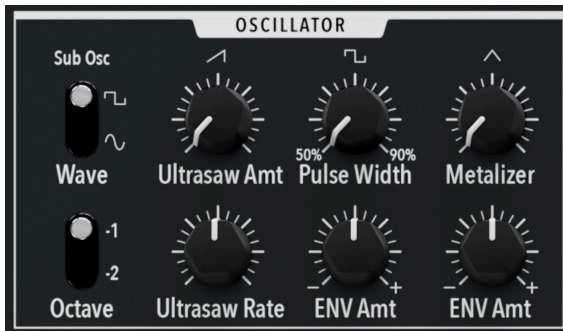 OSCILLATOR
Sub Osc
Wave
Ultrasaw Amt
50%
90%
Pulse Width
Metalizer
-1
-2
Octave
Ultrasaw Rate
- +
ENV Amt
- +
ENV Amt